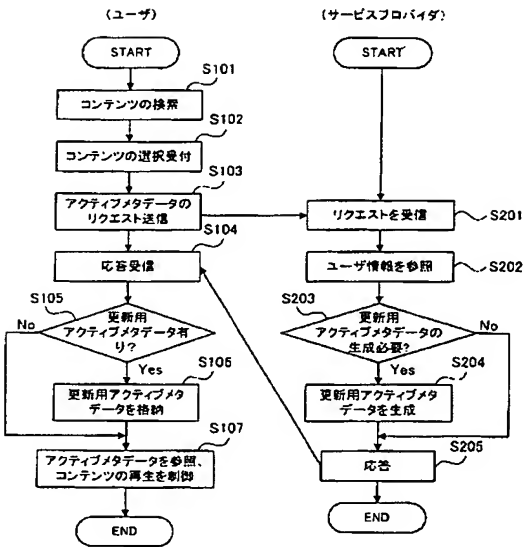 (ユーザ)
START
S101
コンテンツの検索
S102
コンテンツの選択受付
S103
アクティブメタデータの
リクエスト送信
S104
応答受信
S105
更新用
アクティブメタデータ有
り?
No
Yes
S106
更新用アクティブメタ
データを格納
S107
アクティブメタデータを参照、
コンテンツの再生を制御
END
(サービスプロバイダ)
START
リクエストを受信
S201
ユーザ情報を参照
S202
S203
更新用
アクティブメタデータの
生成必要?
No
Yes
S204
更新用アクティブメタ
データを生成
S205
応答
END